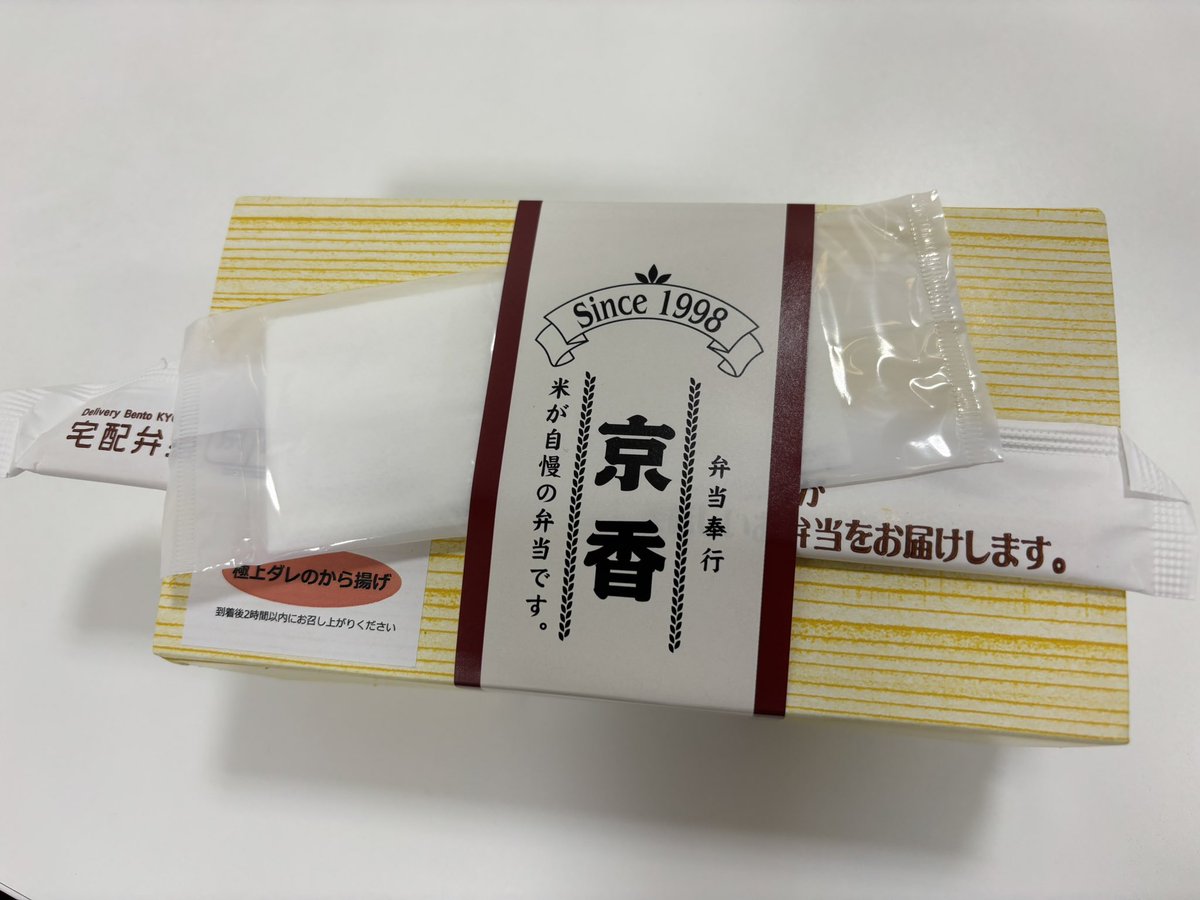 Since 1998
弁当奉行
京香
米が自慢の弁当です。
Delivery Bento
宅配弁
弁当をお届けします。
極上ダレのから揚げ
到着後2時間以内にお召し上がりください